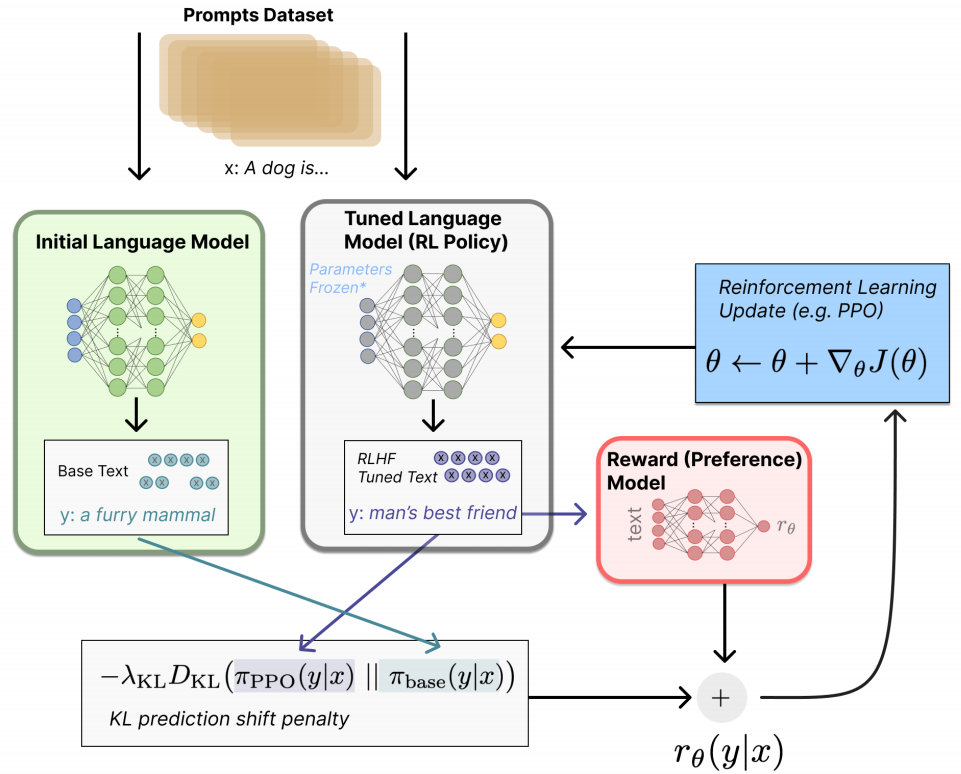 Prompts Dataset
x: A dog is...
Initial Language Model
Base Text
x x x x
x x x x
y: a furry mammal
Tuned Language
Model (RL Policy)
Parameters
Frozen*
RLHF
Tuned Text
x x x x
x x x x
y: man's best friend
Reinforcement Learning
Update (e.g. PPO)
θ ← θ + ∇θJ(θ)
Reward (Preference)
Model
text
rθ
−λKL DKL(πPPO(y|x) || πbase(y|x))
KL prediction shift penalty
+
rθ(y|x)